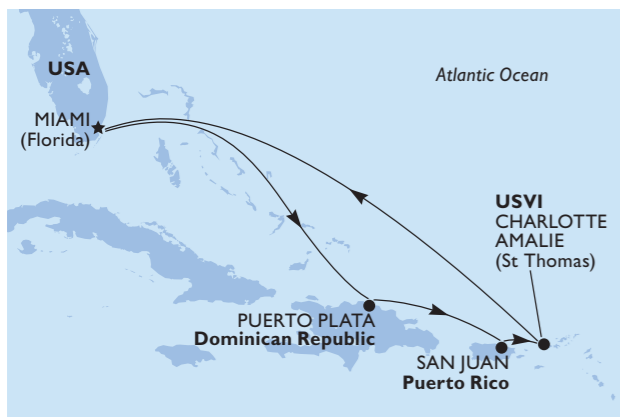 USA
Atlantic Ocean
MIAMI
(Florida)
USVI
CHARLOTTE
AMALIE
(St Thomas)
PUERTO PLATA
Dominican Republic
SAN JUAN
Puerto Rico